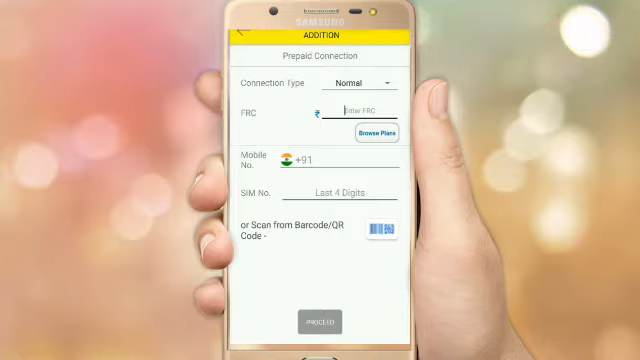 SAMSUNG
ADDITION
Prepaid Connection
Connection Type Normal
FRC ₹ Enter FRC
Browse Plans
Mobile No. +91
SIM No. Last 4 Digits
or Scan from Barcode/QR
Code -
PROCEED